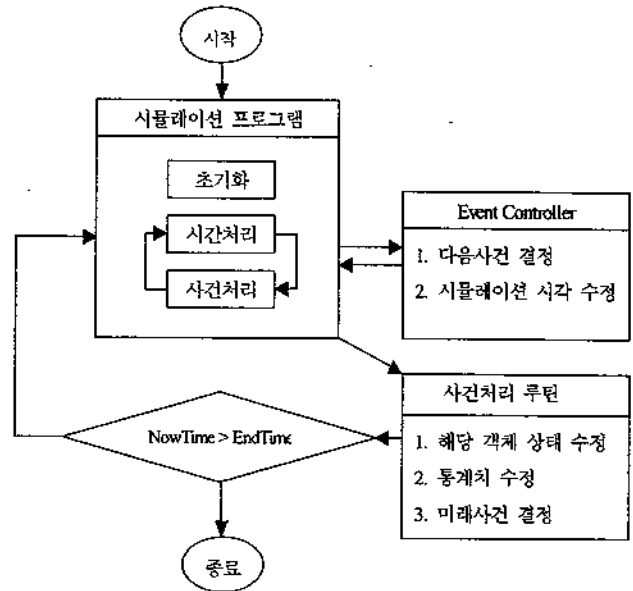 시작
시뮬레이션 프로그램
초기화
시간처리
사건처리
Event Controller
1. 다음사건 결정
2. 시뮬레이션 시각 수정
사건처리 루틴
1. 해당 객체 상태 수정
2. 통계치 수정
3. 미래사건 결정
NowTime > EndTime
종료